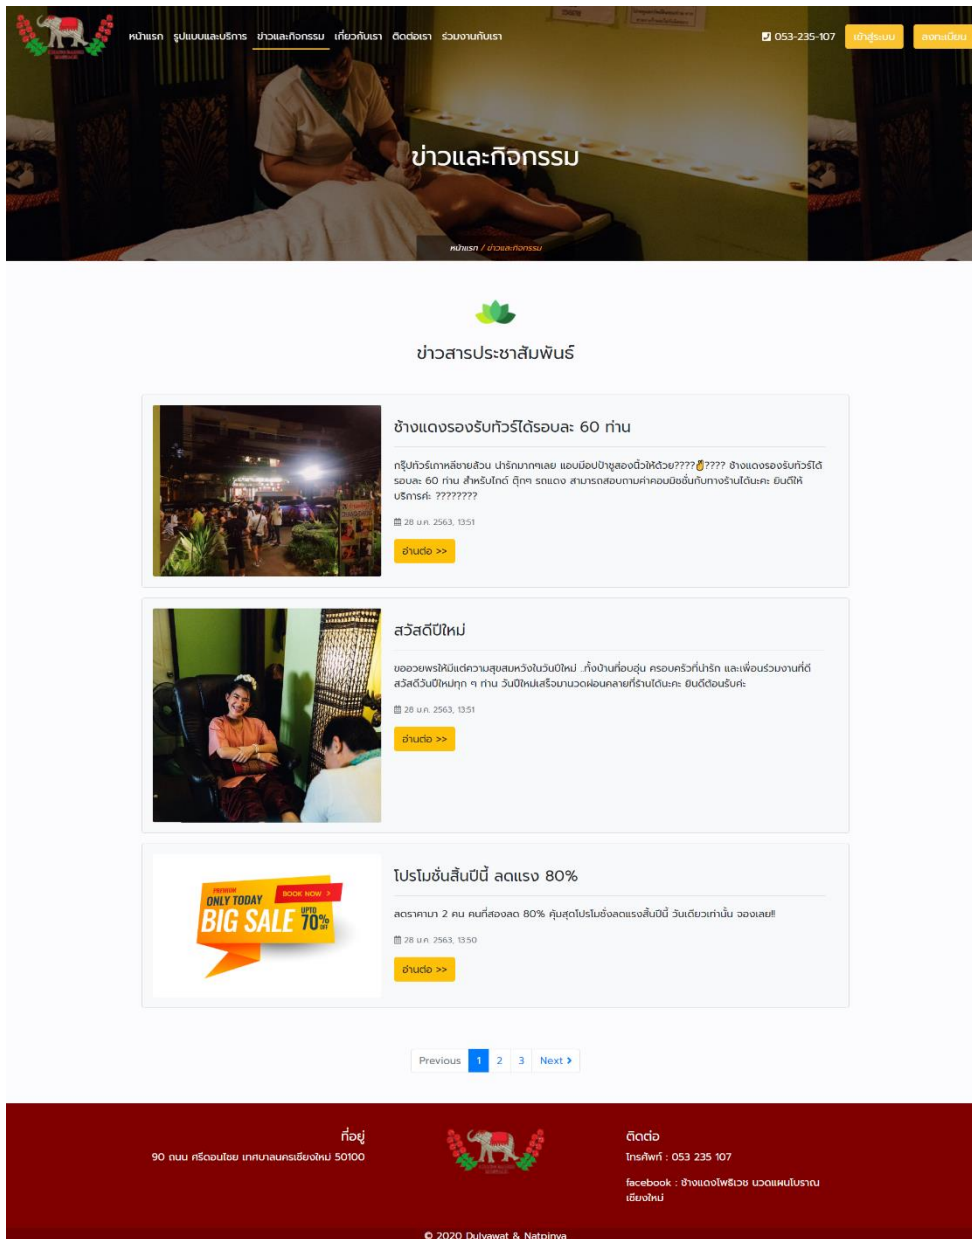 หน้าแรก รูปแบบและบริการ ข่าวและกิจกรรม เกี่ยวกับเรา ติดต่อเรา ร่วมงานกับเรา 053-235-107 เข้าสู่ระบบ ลงทะเบียน
ข่าวและกิจกรรม
หน้าแรก / ข่าวและกิจกรรม
ข่าวสารประชาสัมพันธ์
ช้างแดงรองรับทัวร์ได้รอบละ 60 ท่าน
กรุ๊ปทัวร์เกาหลีชายล้วน น่ารักมากๆเลย แอบมีอปป้าชูสองนิ้วให้ด้วย????✌????? ช้างแดงรองรับทัวร์ได้
รอบละ 60 ท่าน สำหรับไกด์ ตุ๊กๆ รถแดง สามารถสอบถามค่าคอมมิชชั่นกับทางร้านได้นะคะ ยินดีให้
บริการค่ะ ????????
28 ม.ค. 2563, 13:51
อ่านต่อ >>
สวัสดีปีใหม่
ขออวยพรให้มีแต่ความสุขสมหวังในวันปีใหม่ ..ทั้งบ้านที่อบอุ่น ครอบครัวที่น่ารัก และเพื่อนร่วมงานที่ดี
สวัสดีวันปีใหม่ทุก ๆ ท่าน วันปีใหม่เสร็จมานวดผ่อนคลายที่ร้านได้นะคะ ยินดีต้อนรับค่ะ
28 ม.ค. 2563, 13:51
อ่านต่อ >>
PREMIUM
ONLY TODAY BOOK NOW >
BIG SALE UPTO 70% OFF
โปรโมชั่นสิ้นปีนี้ ลดแรง 80%
ลดราคามา 2 คน คนที่สองลด 80% คุ้มสุดโปรโมชั่งลดแรงสิ้นปีนี้ วันเดียวเท่านั้น จองเลย!!
28 ม.ค. 2563, 13:50
อ่านต่อ >>
Previous 1 2 3 Next >
ที่อยู่
90 ถนน ศรีดอนไชย เทศบาลนครเชียงใหม่ 50100
ติดต่อ
โทรศัพท์ : 053 235 107
facebook : ช้างแดงโพธิเวช นวดแผนโบราณ
เชียงใหม่
© 2020 Dulyawat & Natpinya